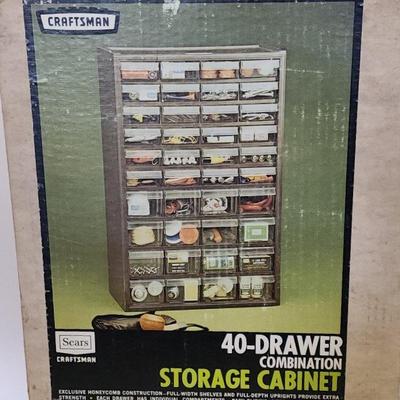 CRAFTSMAN
40-DRAWER
COMBINATION
STORAGE CABINET
Sears
CRAFTSMAN
EXCLUSIVE HONEYCOMB CONSTRUCTION—FULL-WIDTH SHELVES AND FULL-DEPTH UPRIGHTS PROVIDE EXTRA
STRENGTH • EACH DRAWER HAS INDIVIDUAL COMPARTMENTS